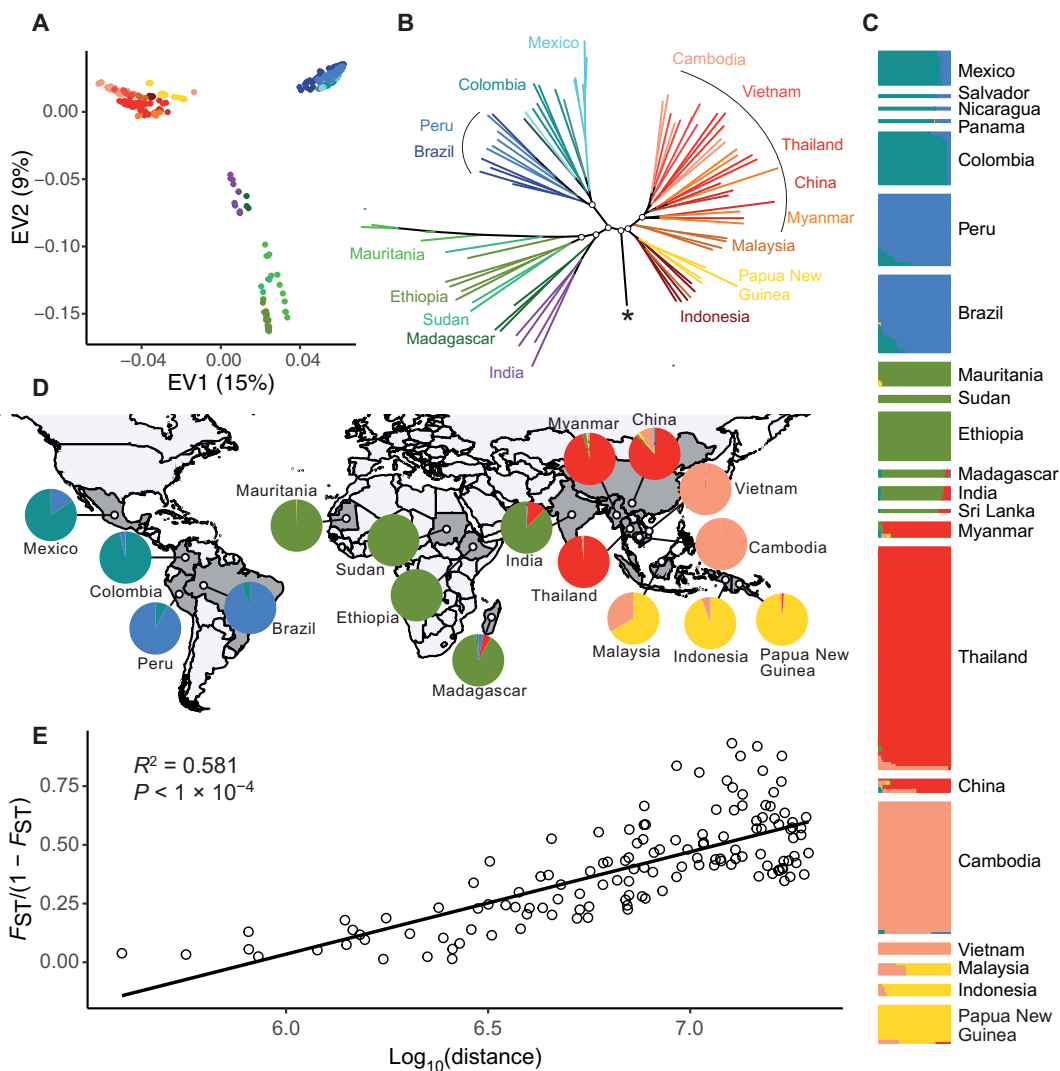 A
0.00
−0.05
−0.10
−0.15
EV2 (9%)
−0.04
0.00
0.04
EV1 (15%)
B
Mexico
Colombia
Peru
Brazil
Cambodia
Vietnam
Thailand
China
Myanmar
Malaysia
Papua New
Guinea
Indonesia
*
Mauritania
Ethiopia
Sudan
Madagascar
India
C
Mexico
Salvador
Nicaragua
Panama
Colombia
Peru
Brazil
Mauritania
Sudan
Ethiopia
Madagascar
India
Sri Lanka
Myanmar
Thailand
China
Cambodia
Vietnam
Malaysia
Indonesia
Papua New
Guinea
D
Mexico
Colombia
Peru
Brazil
Mauritania
Sudan
Ethiopia
Madagascar
India
Myanmar
China
Vietnam
Cambodia
Thailand
Malaysia
Indonesia
Papua New
Guinea
E
R² = 0.581
P < 1 × 10⁻⁴
0.75
0.50
0.25
0.00
FST/(1 − FST)
6.0
6.5
7.0
Log₁₀(distance)